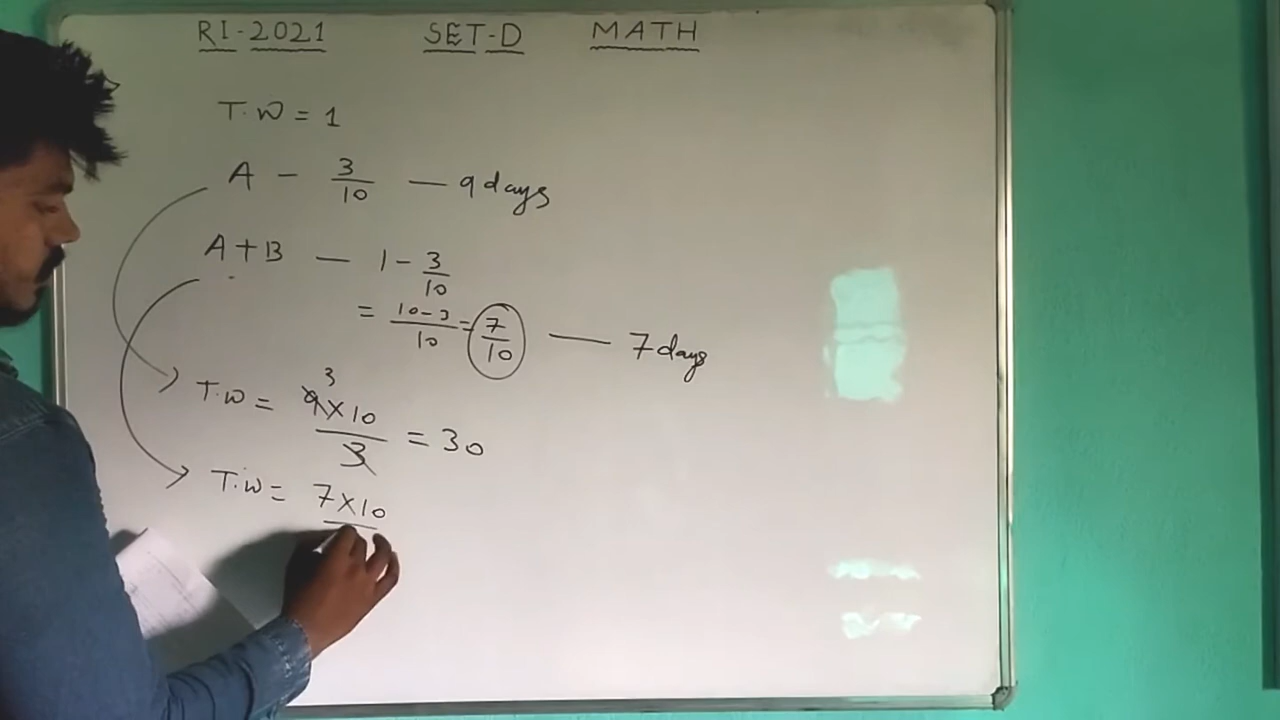 RI-2021 SET-D MATH
T.W = 1
A - 3/10 — 9 days
A+B — 1 - 3/10
= 10-3/10 = 7/10 — 7 days
T.W = 9×10/3 = 30
3
T.W = 7×10